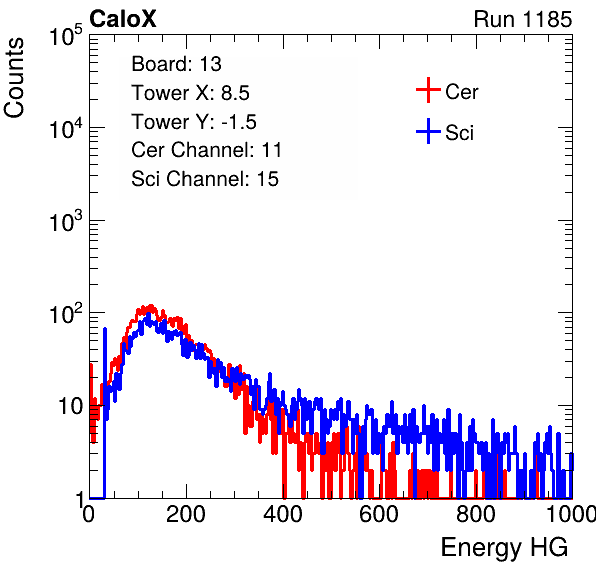 CaloX Run 1185
Counts
Board: 13
Tower X: 8.5
Tower Y: -1.5
Cer Channel: 11
Sci Channel: 15
Cer
Sci
10^5
10^4
10^3
10^2
10
1
0 200 400 600 800 1000
Energy HG